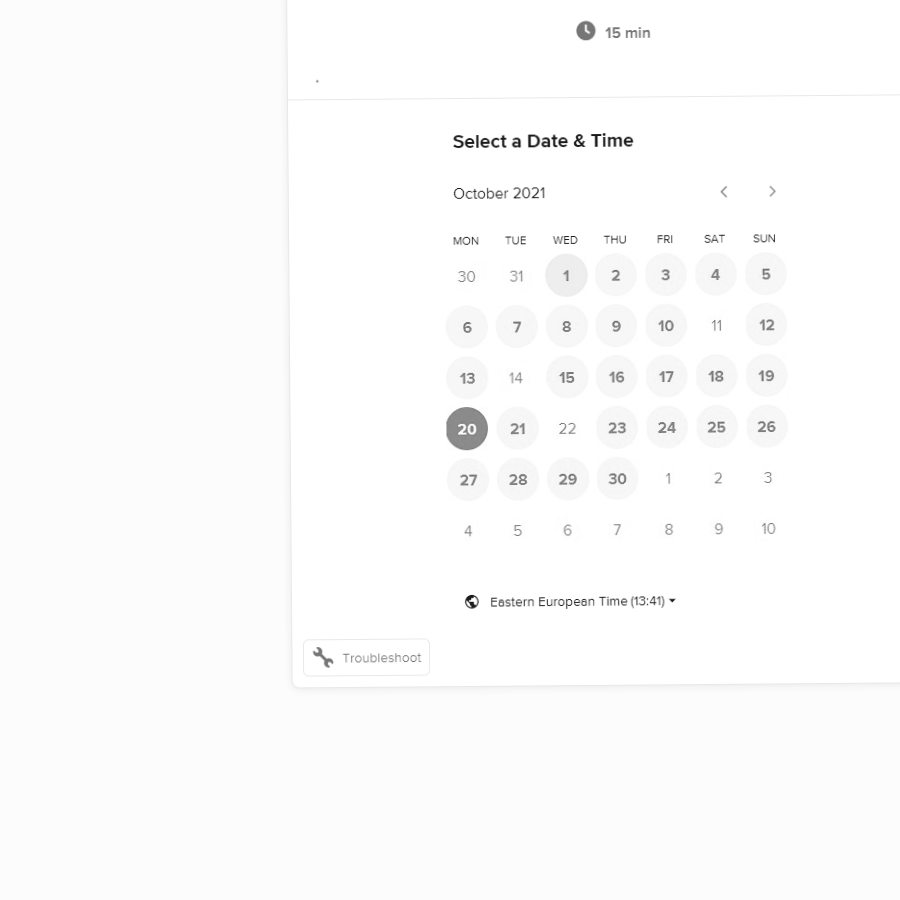 15 min
.
Select a Date & Time
October 2021
MON TUE WED THU FRI SAT SUN
30 31 1 2 3 4 5
6 7 8 9 10 11 12
13 14 15 16 17 18 19
20 21 22 23 24 25 26
27 28 29 30 1 2 3
4 5 6 7 8 9 10
Eastern European Time (13:41)
Troubleshoot